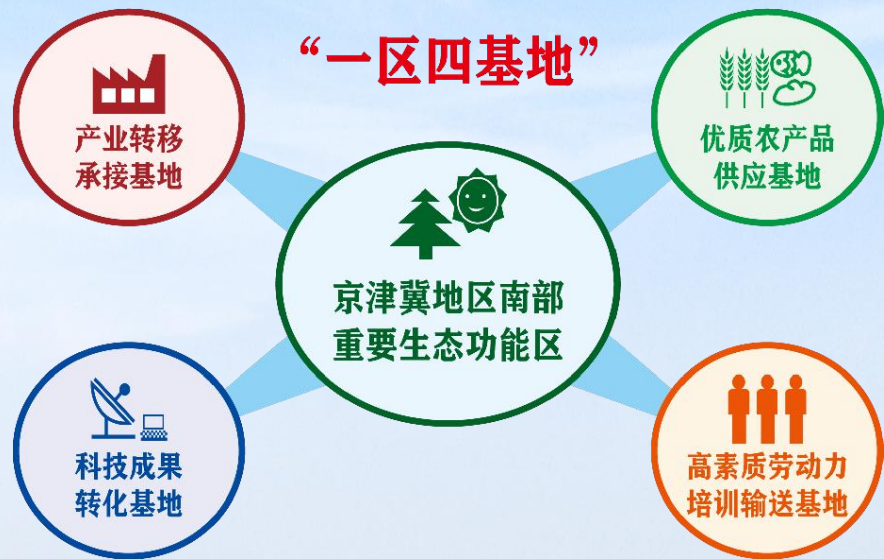 “一区四基地”
产业转移
承接基地
优质农产品
供应基地
京津冀地区南部
重要生态功能区
科技成果
转化基地
高素质劳动力
培训输送基地